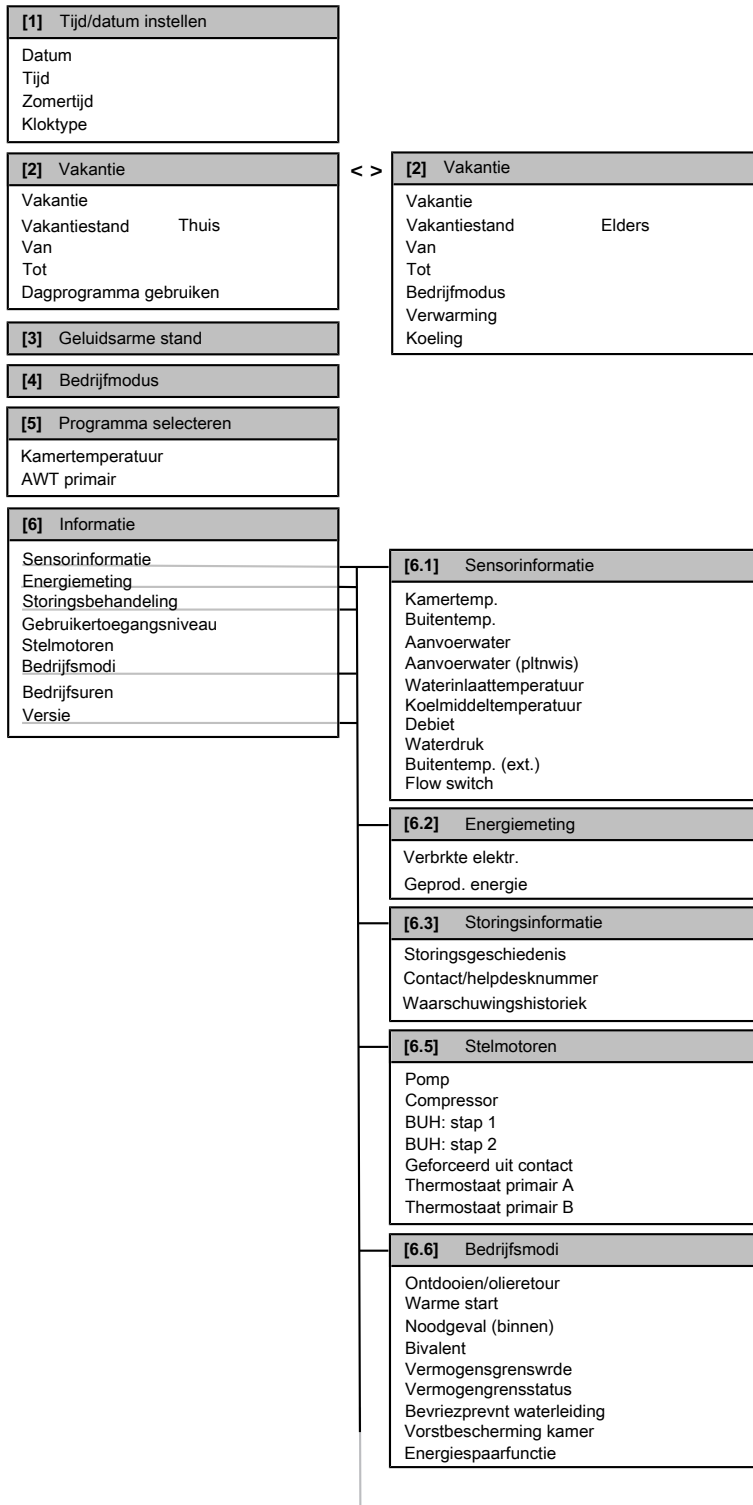 [1] Tijd/datum instellen
Datum
Tijd
Zomertijd
Kloktype
[2] Vakantie
Vakantie
Vakantiestand Thuis
Van
Tot
Dagprogramma gebruiken
< >
[2] Vakantie
Vakantie
Vakantiestand Elders
Van
Tot
Bedrijfmodus
Verwarming
Koeling
[3] Geluidsarme stand
[4] Bedrijfmodus
[5] Programma selecteren
Kamertemperatuur
AWT primair
[6] Informatie
Sensorinformatie
Energiemeting
Storingsbehandeling
Gebruikertoegangsniveau
Stelmotoren
Bedrijfsmodi
Bedrijfsuren
Versie
[6.1] Sensorinformatie
Kamertemp.
Buitentemp.
Aanvoerwater
Aanvoerwater (pltnwis)
Waterinlaattemperatuur
Koelmiddeltemperatuur
Debiet
Waterdruk
Buitentemp. (ext.)
Flow switch
[6.2] Energiemeting
Verbrkte elektr.
Geprod. energie
[6.3] Storingsinformatie
Storingsgeschiedenis
Contact/helpdesknummer
Waarschuwingshistoriek
[6.5] Stelmotoren
Pomp
Compressor
BUH: stap 1
BUH: stap 2
Geforceerd uit contact
Thermostaat primair A
Thermostaat primair B
[6.6] Bedrijfsmodi
Ontdooien/olieretour
Warme start
Noodgeval (binnen)
Bivalent
Vermogensgrenswrde
Vermogengrensstatus
Bevriezprevnt waterleiding
Vorstbescherming kamer
Energiespaarfunctie